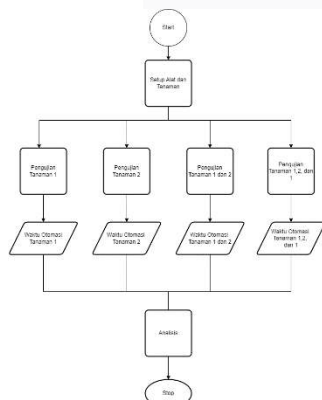 Start
Setup Alat dan
Tanaman
Pengujian
Tanaman 1
Pengujian
Tanaman 2
Pengujian
Tanaman 1 dan 2
Pengujian
Tanaman 1,2, dan
1
Waktu Otomasi
Tanaman 1
Waktu Otomasi
Tanaman 2
Waktu Otomasi
Tanaman 1 dan 2
Waktu Otomasi
Tanaman 1,2,
dan 1
Analisis
Stop